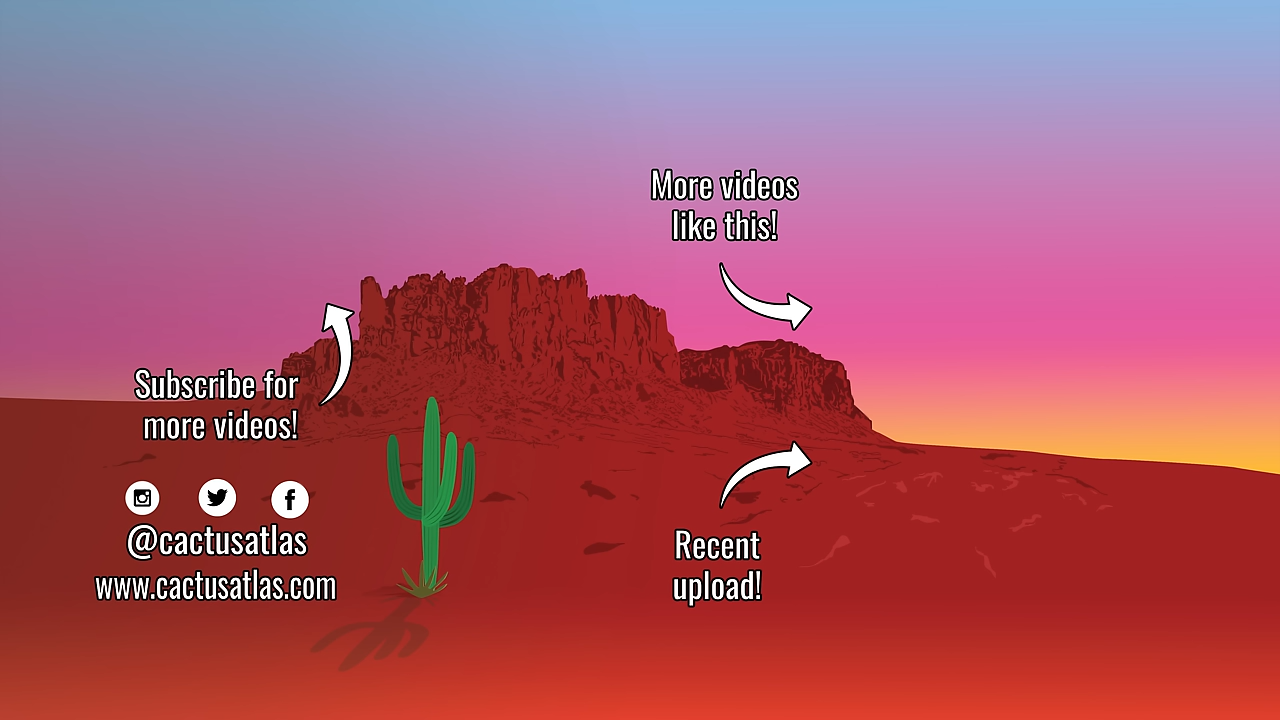 More videos
like this!
Subscribe for
more videos!
@cactusatlas
www.cactusatlas.com
Recent
upload!